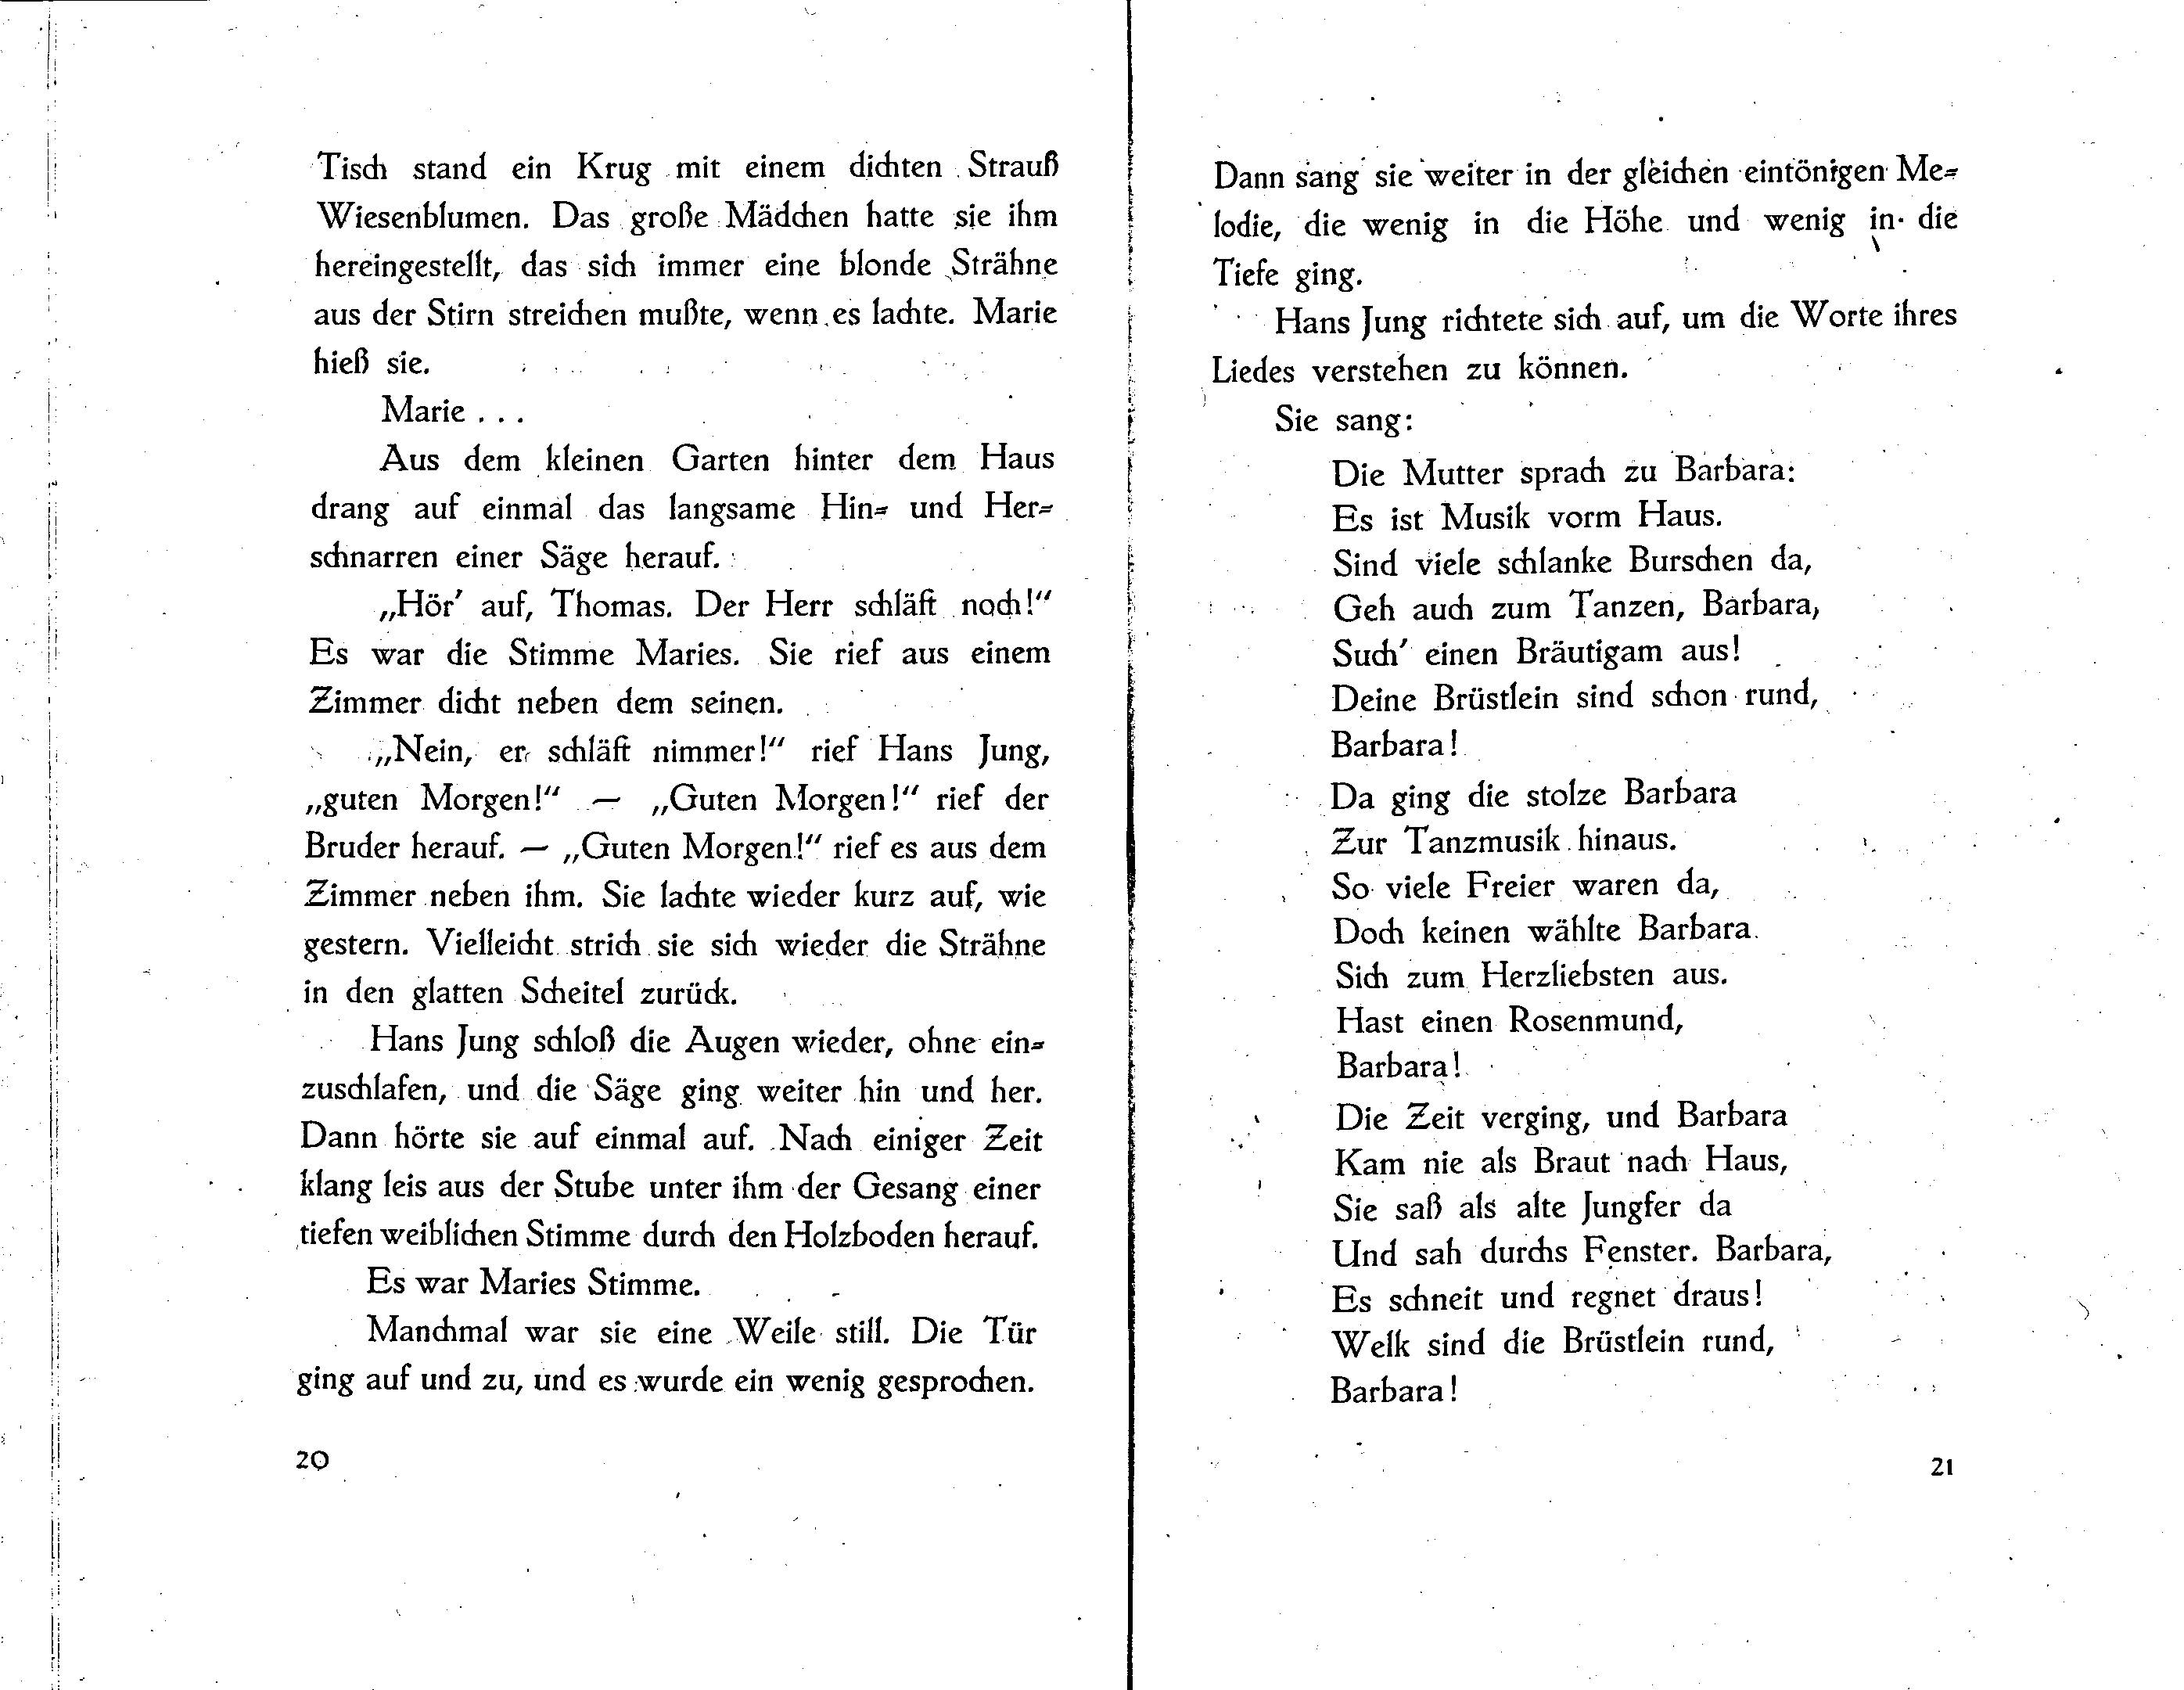 Tisch stand ein Krug mit einem dichten Strauß
Wiesenblumen. Das große Mädchen hatte sie ihm
hereingestellt, das sich immer eine blonde Strähne
aus der Stirn streichen mußte, wenn es lachte. Marie
hieß sie.
Marie . . .
Aus dem kleinen Garten hinter dem Haus
drang auf einmal das langsame Hin- und Her-
schnarren einer Säge herauf.
„Hör' auf, Thomas. Der Herr schläft noch!“
Es war die Stimme Maries. Sie rief aus einem
Zimmer dicht neben dem seinen.
„Nein, er schläft nimmer!“ rief Hans Jung,
„guten Morgen!“ — „Guten Morgen!“ rief der
Bruder herauf. — „Guten Morgen!“ rief es aus dem
Zimmer neben ihm. Sie lachte wieder kurz auf, wie
gestern. Vielleicht strich sie sich wieder die Strähne
in den glatten Scheitel zurück.
Hans Jung schloß die Augen wieder, ohne ein-
zuschlafen, und die Säge ging weiter hin und her.
Dann hörte sie auf einmal auf. Nach einiger Zeit
klang leis aus der Stube unter ihm der Gesang einer
tiefen weiblichen Stimme durch den Holzboden herauf.
Es war Maries Stimme.
Manchmal war sie eine Weile still. Die Tür
ging auf und zu, und es wurde ein wenig gesprochen.
20
Dann sang sie weiter in der gleichen eintönigen Me-
lodie, die wenig in die Höhe und wenig in die
Tiefe ging.
Hans Jung richtete sich auf, um die Worte ihres
Liedes verstehen zu können.
Sie sang:
Die Mutter sprach zu Barbara:
Es ist Musik vorm Haus.
Sind viele schlanke Burschen da,
Geh auch zum Tanzen, Barbara,
Such' einen Bräutigam aus!
Deine Brüstlein sind schon rund,
Barbara!
Da ging die stolze Barbara
Zur Tanzmusik hinaus.
So viele Freier waren da,
Doch keinen wählte Barbara
Sich zum Herzliebsten aus.
Hast einen Rosenmund,
Barbara!
Die Zeit verging, und Barbara
Kam nie als Braut nach Haus,
Sie saß als alte Jungfer da
Und sah durchs Fenster. Barbara,
Es schneit und regnet draus!
Welk sind die Brüstlein rund,
Barbara!
21